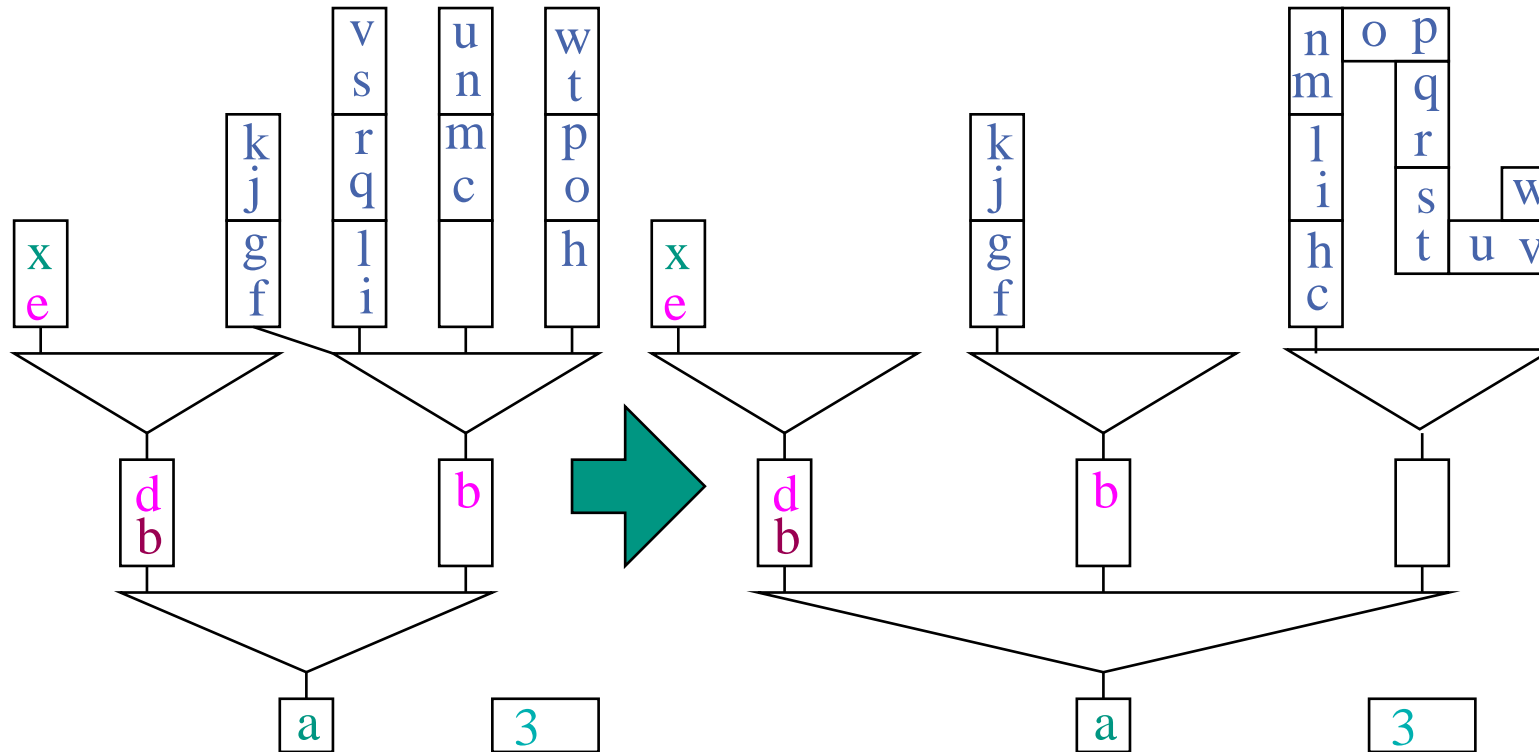 v u w n o p
s n t m q
k r m p k l r
j q c o j i s w
x g l h x g h t u v
e f i e f c
d b d b
b b
a 3 a 3